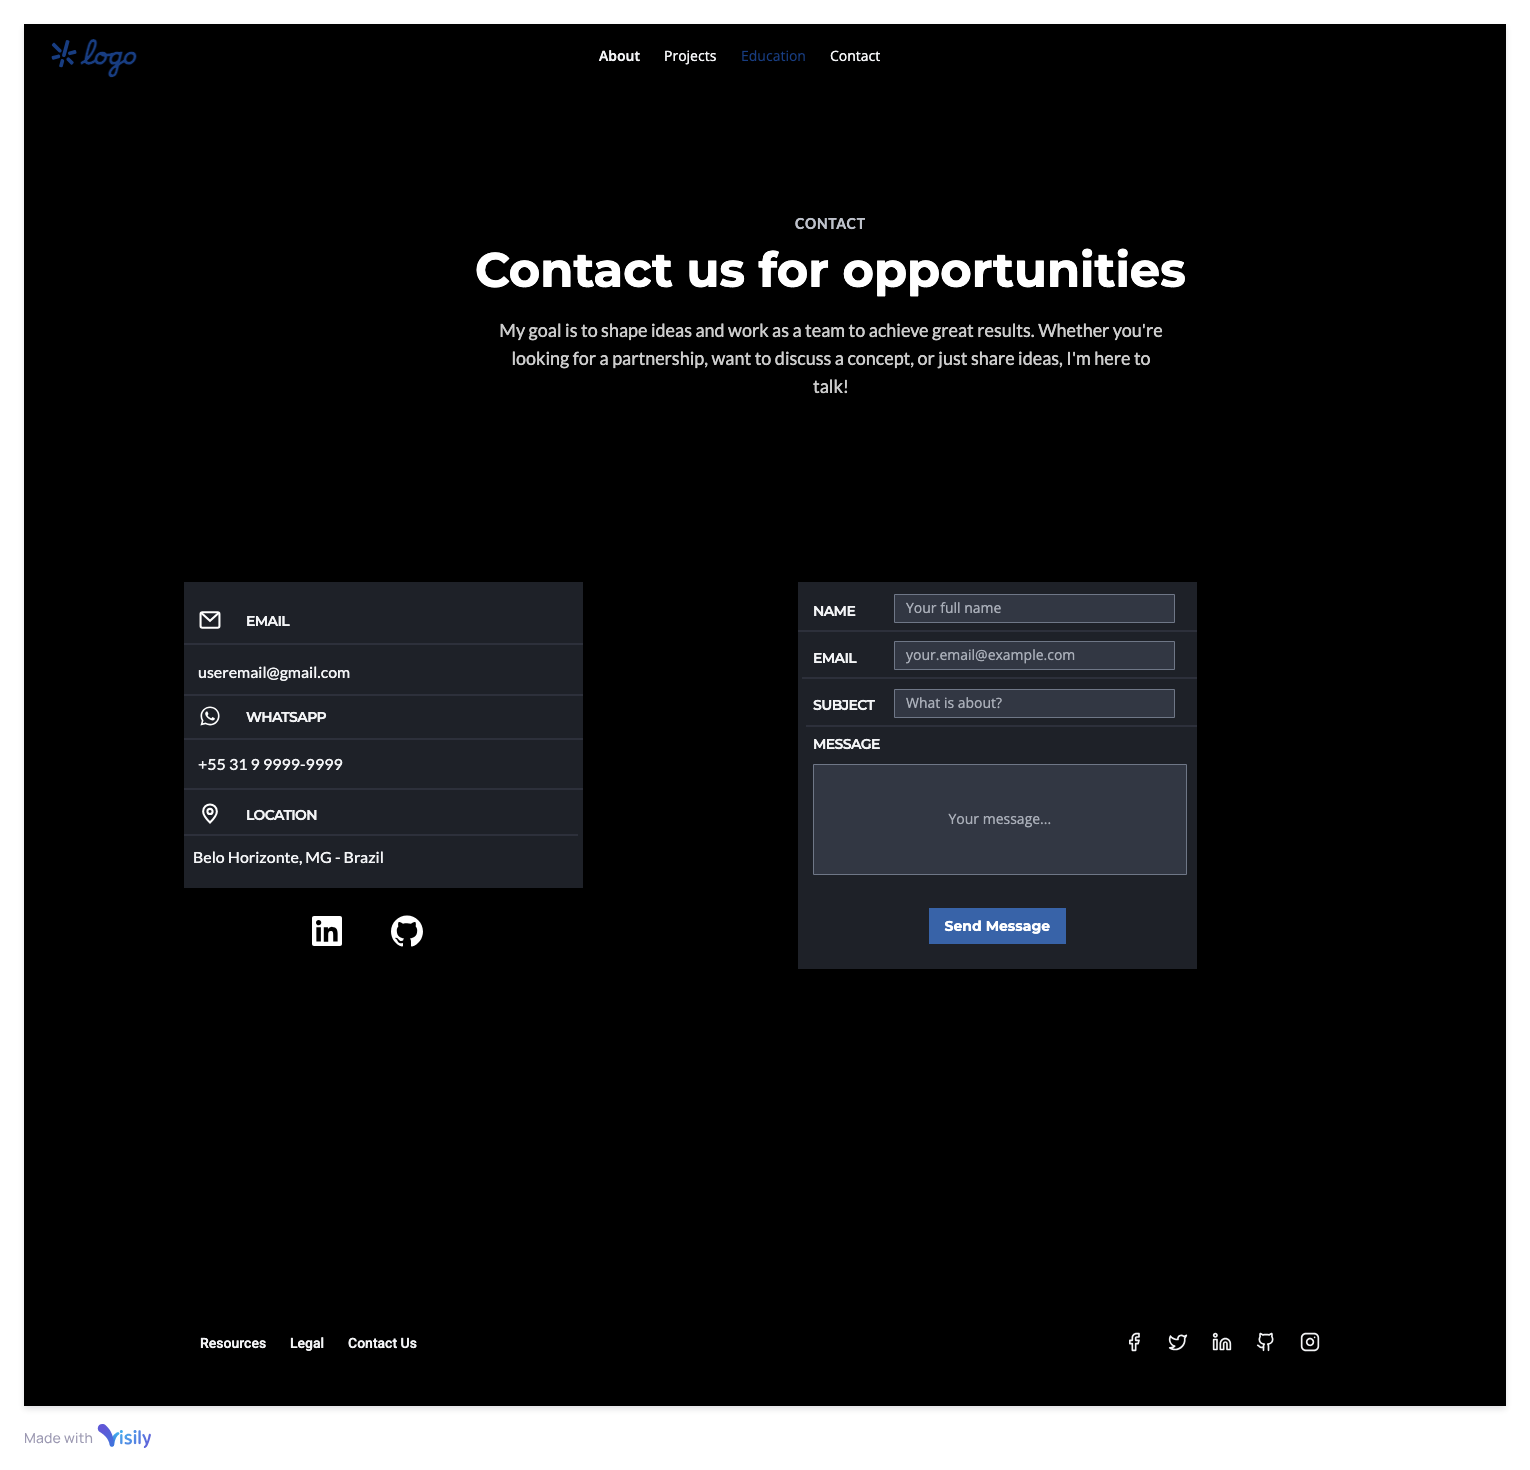 logo
About Projects Education Contact
CONTACT
Contact us for opportunities
My goal is to shape ideas and work as a team to achieve great results. Whether you're
looking for a partnership, want to discuss a concept, or just share ideas, I'm here to
talk!
EMAIL
useremail@gmail.com
WHATSAPP
+55 31 9 9999-9999
LOCATION
Belo Horizonte, MG - Brazil
in
NAME Your full name
EMAIL your.email@example.com
SUBJECT What is about?
MESSAGE
Your message...
Send Message
Resources Legal Contact Us
in
Made with Visily